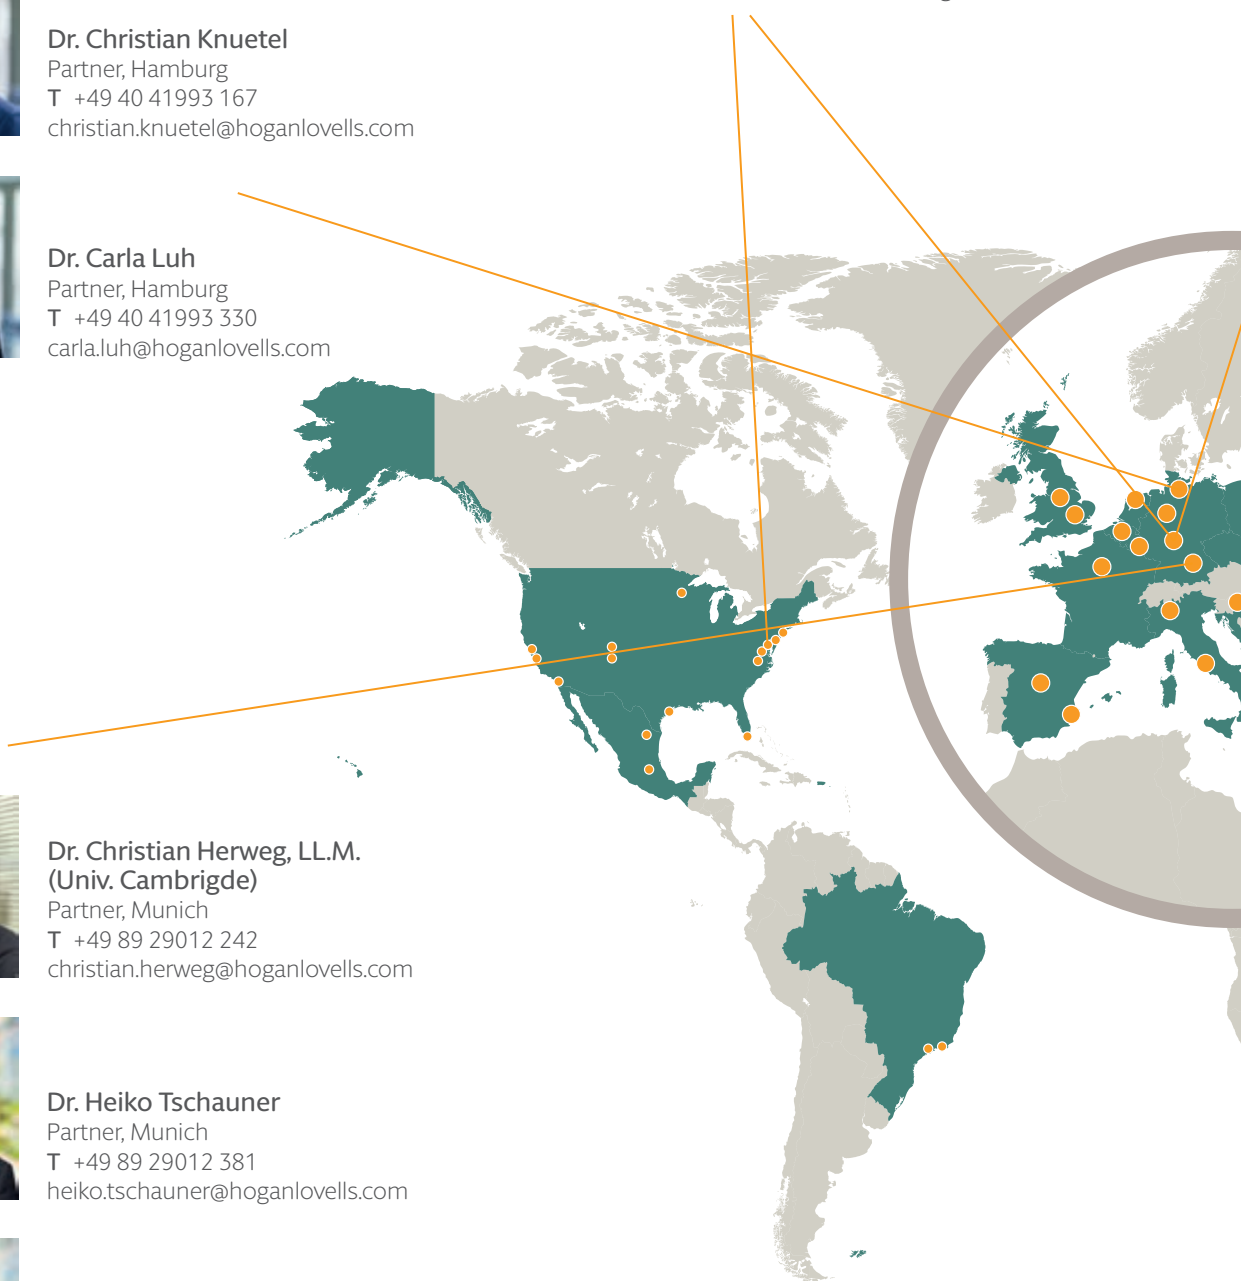 Dr. Christian Knuetel
Partner, Hamburg
T +49 40 41993 167
christian.knuetel@hoganlovells.com
Dr. Carla Luh
Partner, Hamburg
T +49 40 41993 330
carla.luh@hoganlovells.com
Dr. Christian Herweg, LL.M.
(Univ. Cambrigde)
Partner, Munich
T +49 89 29012 242
christian.herweg@hoganlovells.com
Dr. Heiko Tschauner
Partner, Munich
T +49 89 29012 381
heiko.tschauner@hoganlovells.com